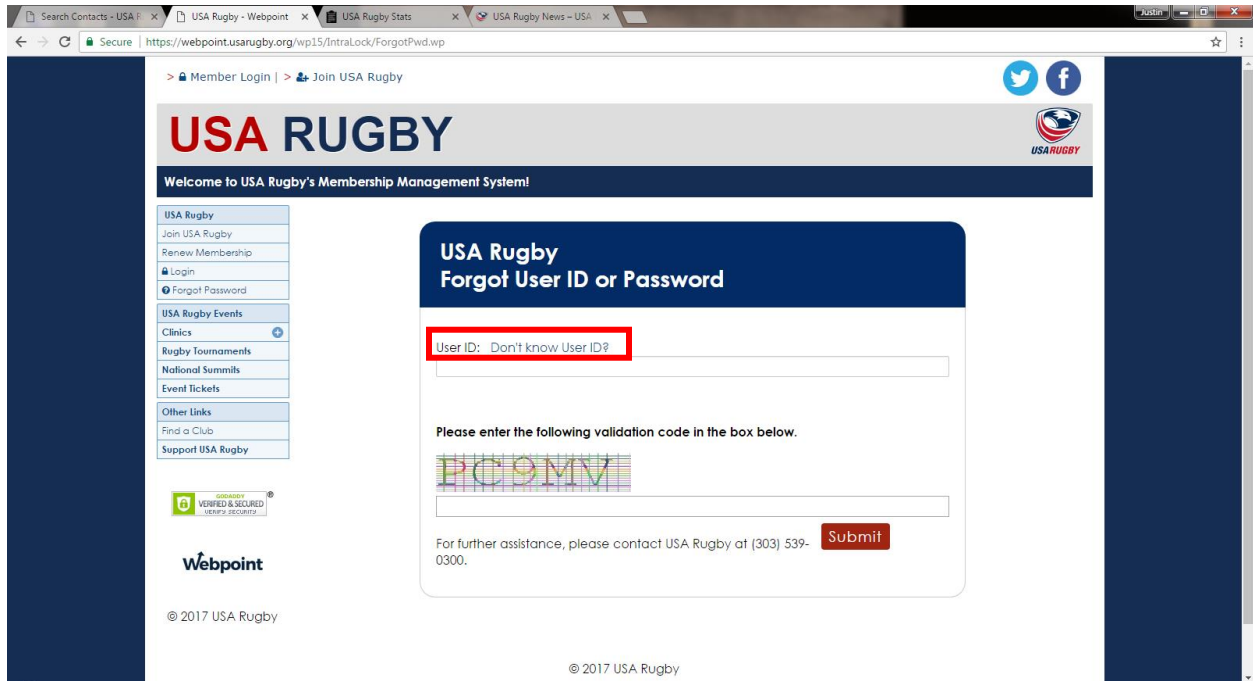 Search Contacts - USA R
USA Rugby - Webpoint
USA Rugby Stats
USA Rugby News – USA
Justin
Secure | https://webpoint.usarugby.org/wp15/IntraLock/ForgotPwd.wp
> Member Login | > Join USA Rugby
USA RUGBY
USA RUGBY
Welcome to USA Rugby's Membership Management System!
USA Rugby
Join USA Rugby
Renew Membership
Login
Forgot Password
USA Rugby Events
Clinics
Rugby Tournaments
National Summits
Event Tickets
Other Links
Find a Club
Support USA Rugby
GODADDY
VERIFIED & SECURED
VERIFY SECURITY
Webpoint
© 2017 USA Rugby
USA Rugby
Forgot User ID or Password
User ID: Don't know User ID?
Please enter the following validation code in the box below.
PC9MV
For further assistance, please contact USA Rugby at (303) 539-
0300.
Submit
© 2017 USA Rugby